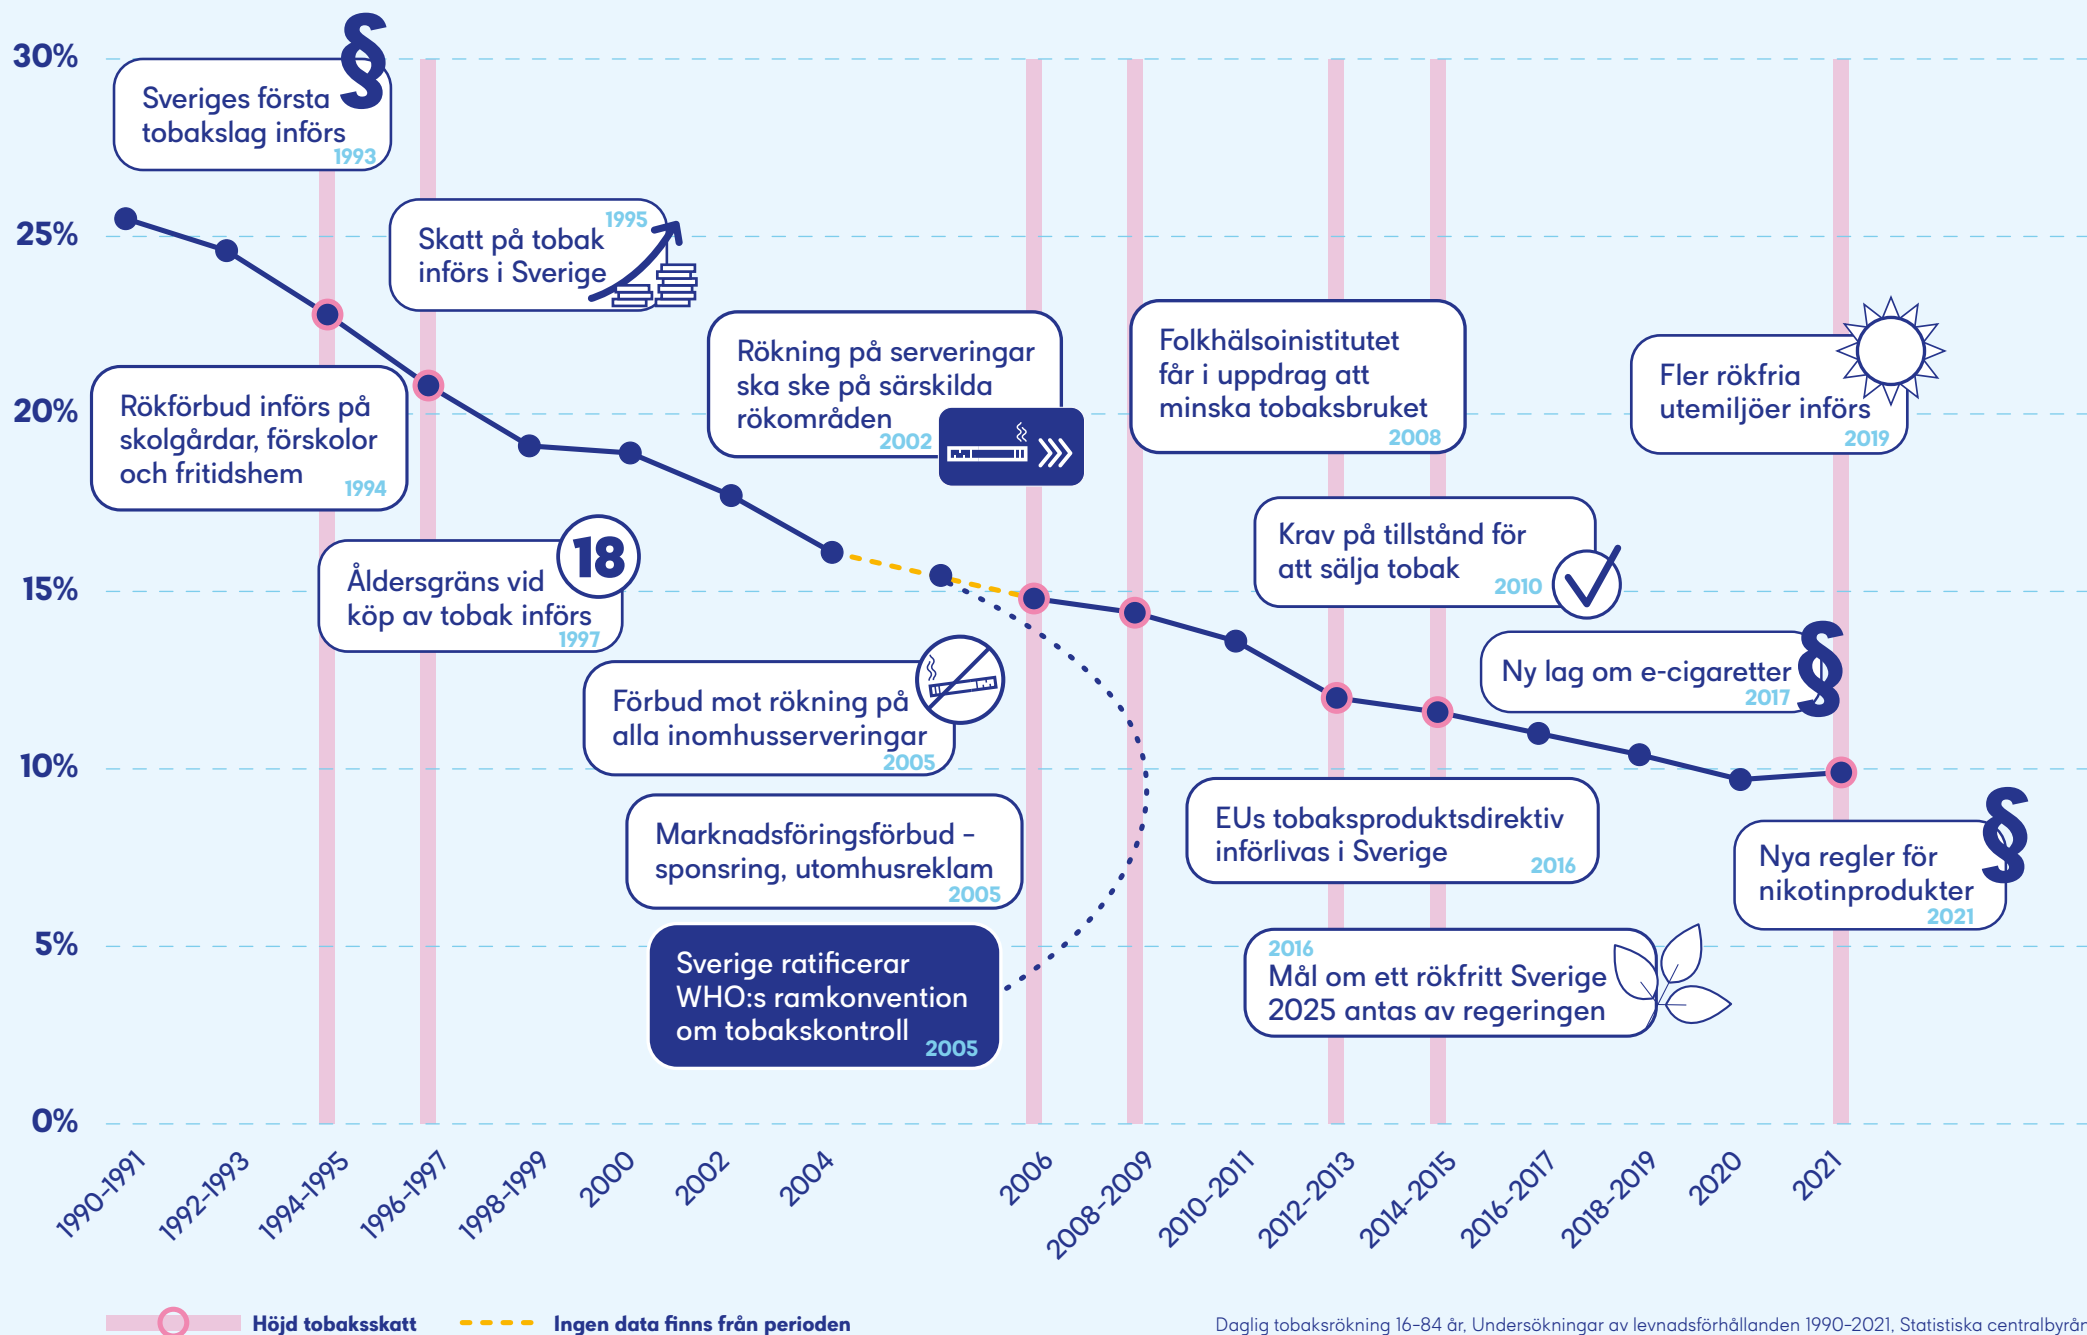 30%
25%
20%
15%
10%
5%
0%
Sveriges första
tobakslag införs
1993
1995
Skatt på tobak
införs i Sverige
Rökförbud införs på
skolgårdar, förskolor
och fritidshem
1994
Åldersgräns vid
köp av tobak införs
1997
18
Rökning på serveringar
ska ske på särskilda
rökområden
2002
Förbud mot rökning på
alla inomhusserveringar
2005
Marknadsföringsförbud –
sponsring, utomhusreklam
2005
Sverige ratificerar
WHO:s ramkonvention
om tobakskontroll
2005
Folkhälsoinistitutet
får i uppdrag att
minska tobaksbruket
2008
Krav på tillstånd för
att sälja tobak
2010
Ny lag om e-cigaretter
2017
EUs tobaksproduktsdirektiv
införlivas i Sverige
2016
2016
Mål om ett rökfritt Sverige
2025 antas av regeringen
Fler rökfria
utemiljöer införs
2019
Nya regler för
nikotinprodukter
2021
§
§
§
1990-1991
1992-1993
1994-1995
1996-1997
1998-1999
2000
2002
2004
2006
2008-2009
2010-2011
2012-2013
2014-2015
2016-2017
2018-2019
2020
2021
Höjd tobaksskatt
Ingen data finns från perioden
Daglig tobaksrökning 16-84 år, Undersökningar av levnadsförhållanden 1990-2021, Statistiska centralbyrån